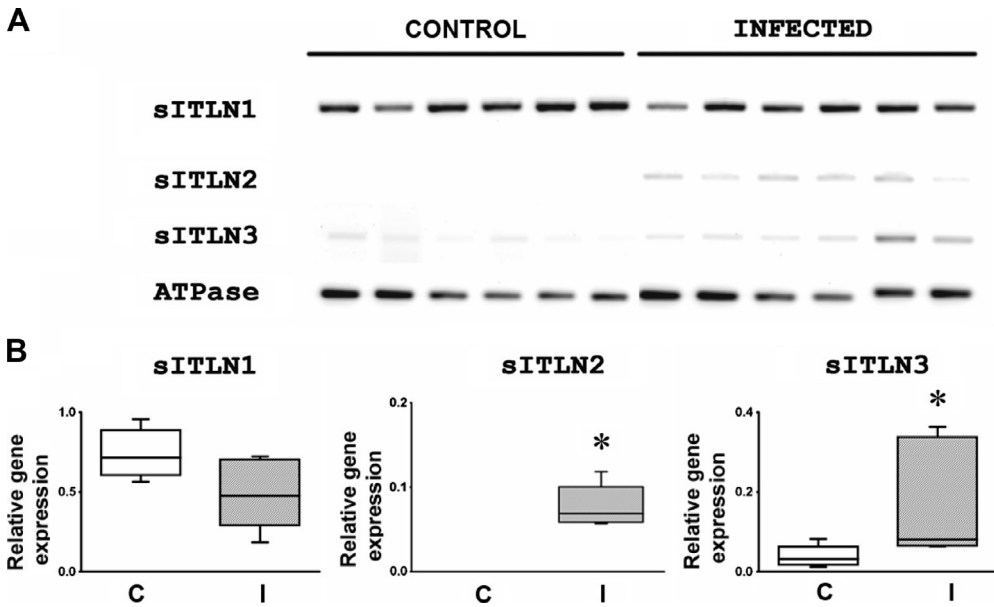 A
CONTROL INFECTED
sITLN1
sITLN2
sITLN3
ATPase
B
sITLN1 sITLN2 sITLN3
Relative gene expression
1.0
0.5
0.0
C I
Relative gene expression
0.2
0.1
0.0
*
C I
Relative gene expression
0.4
0.2
0.0
*
C I